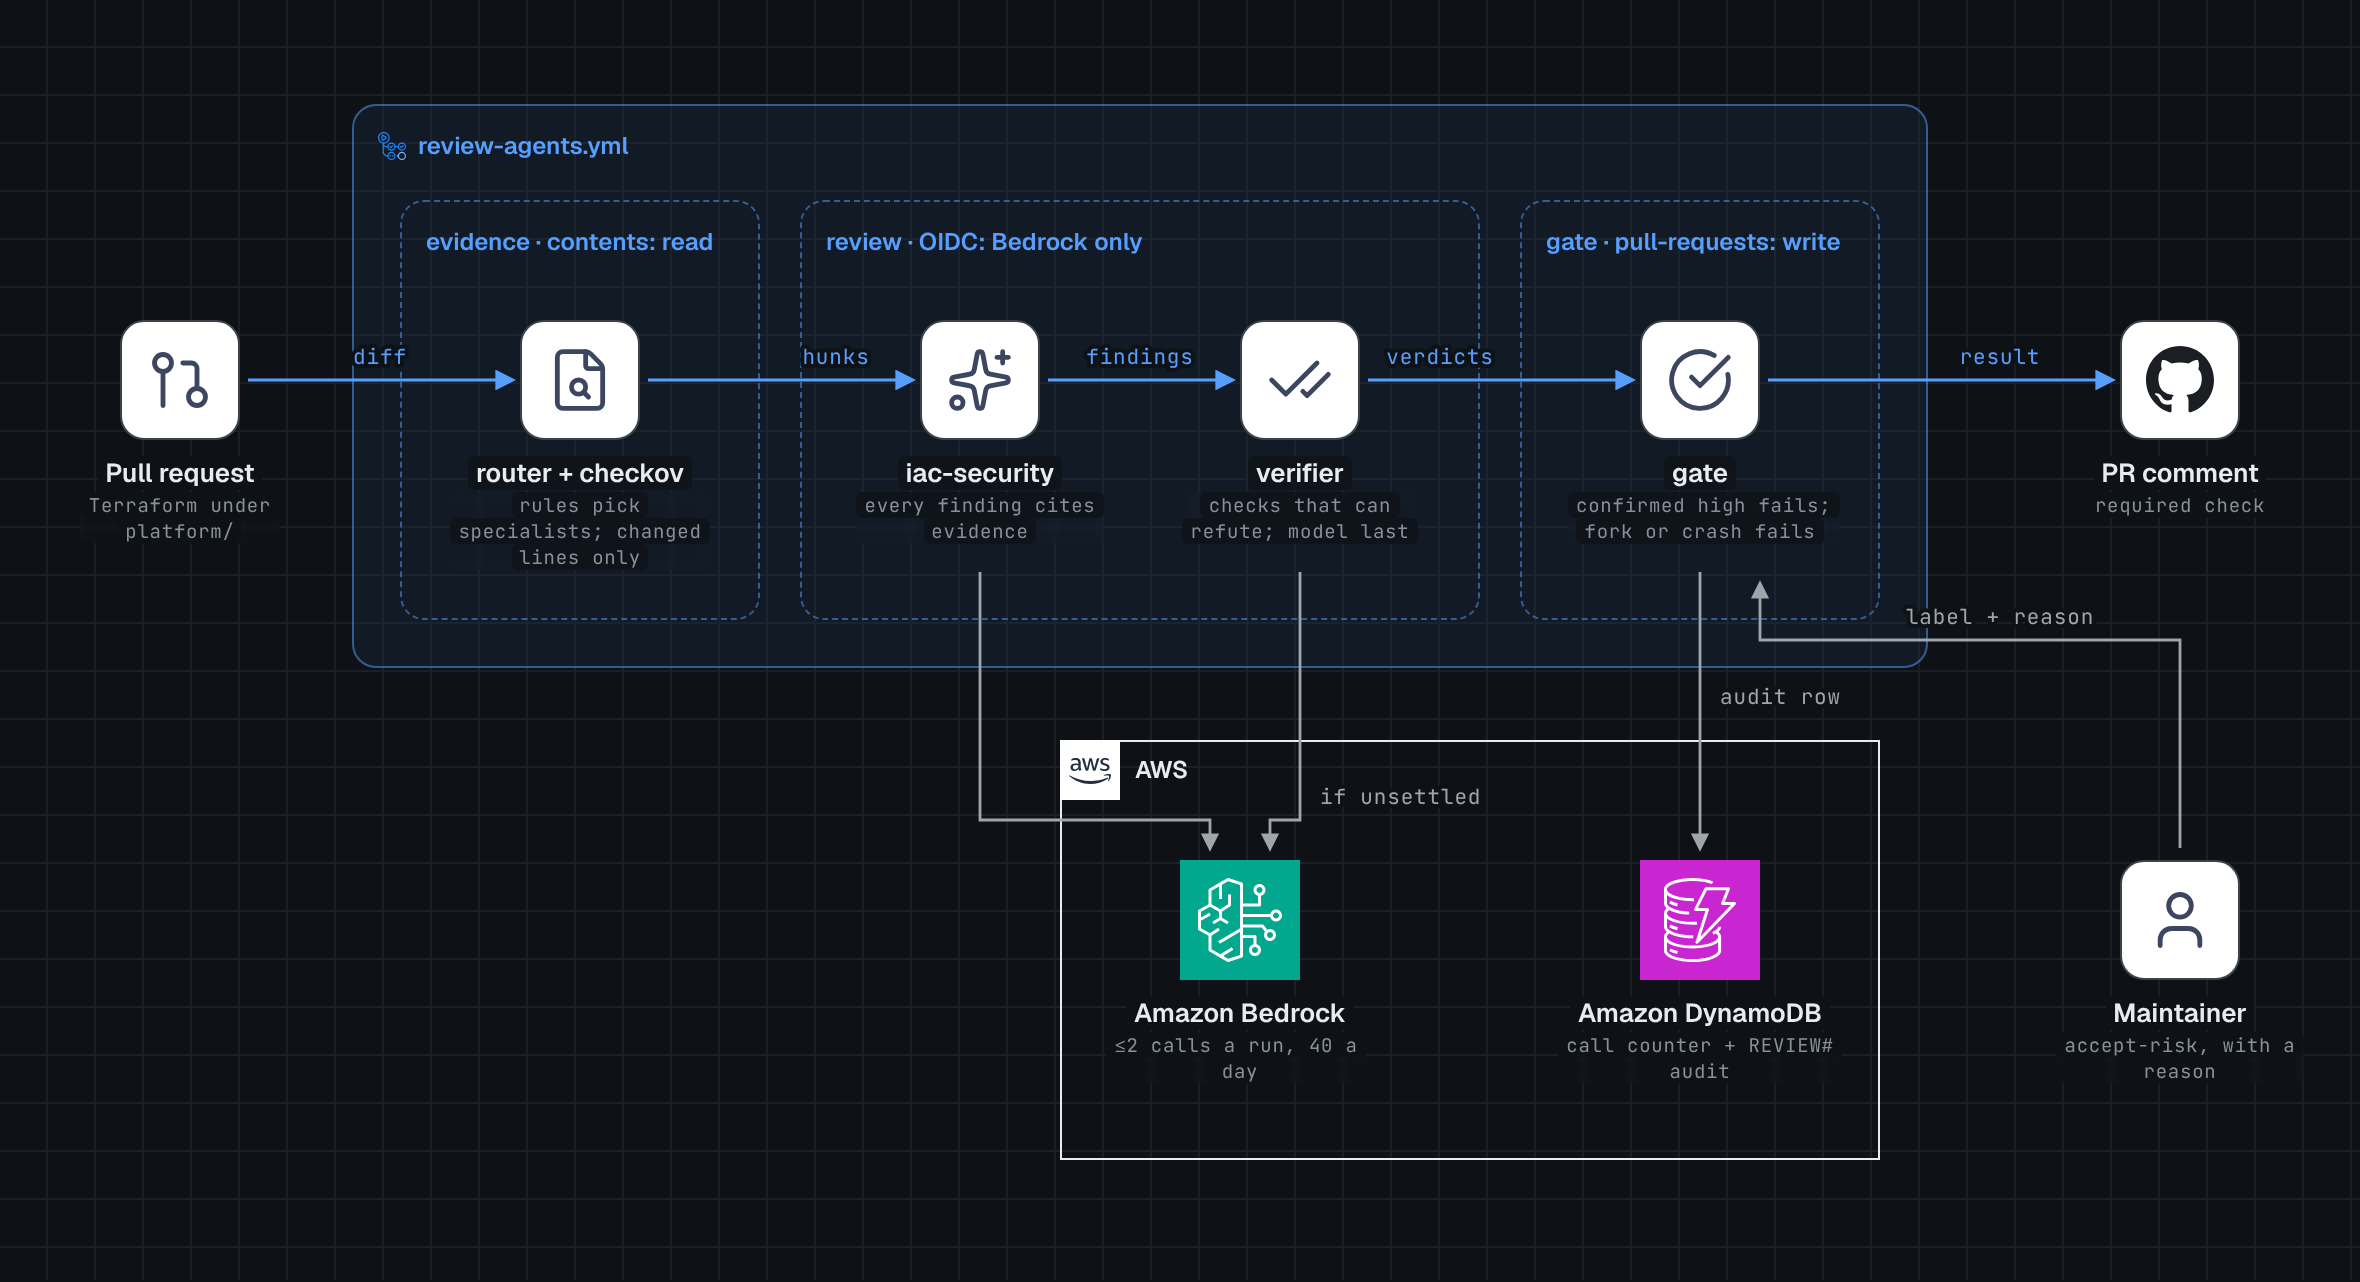 review-agents.yml
evidence · contents: read
review · OIDC: Bedrock only
gate · pull-requests: write
diff
hunks
findings
verdicts
result
Pull request
Terraform under
platform/
router + checkov
rules pick
specialists; changed
lines only
iac-security
every finding cites
evidence
verifier
checks that can
refute; model last
gate
confirmed high fails;
fork or crash fails
PR comment
required check
label + reason
audit row
aws
AWS
if unsettled
Amazon Bedrock
≤2 calls a run, 40 a
day
Amazon DynamoDB
call counter + REVIEW#
audit
Maintainer
accept-risk, with a
reason